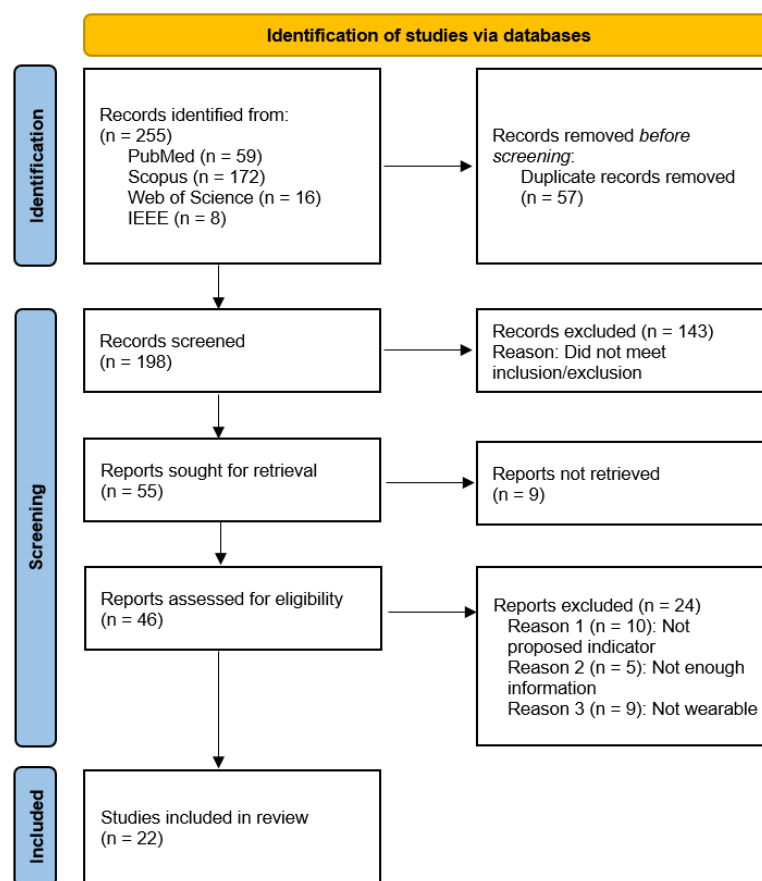 Identification of studies via databases
Identification
Records identified from:
(n = 255)
PubMed (n = 59)
Scopus (n = 172)
Web of Science (n = 16)
IEEE (n = 8)
Records removed before
screening:
Duplicate records removed
(n = 57)
Screening
Records screened
(n = 198)
Records excluded (n = 143)
Reason: Did not meet
inclusion/exclusion
Reports sought for retrieval
(n = 55)
Reports not retrieved
(n = 9)
Reports assessed for eligibility
(n = 46)
Reports excluded (n = 24)
Reason 1 (n = 10): Not
proposed indicator
Reason 2 (n = 5): Not enough
information
Reason 3 (n = 9): Not wearable
Included
Studies included in review
(n = 22)